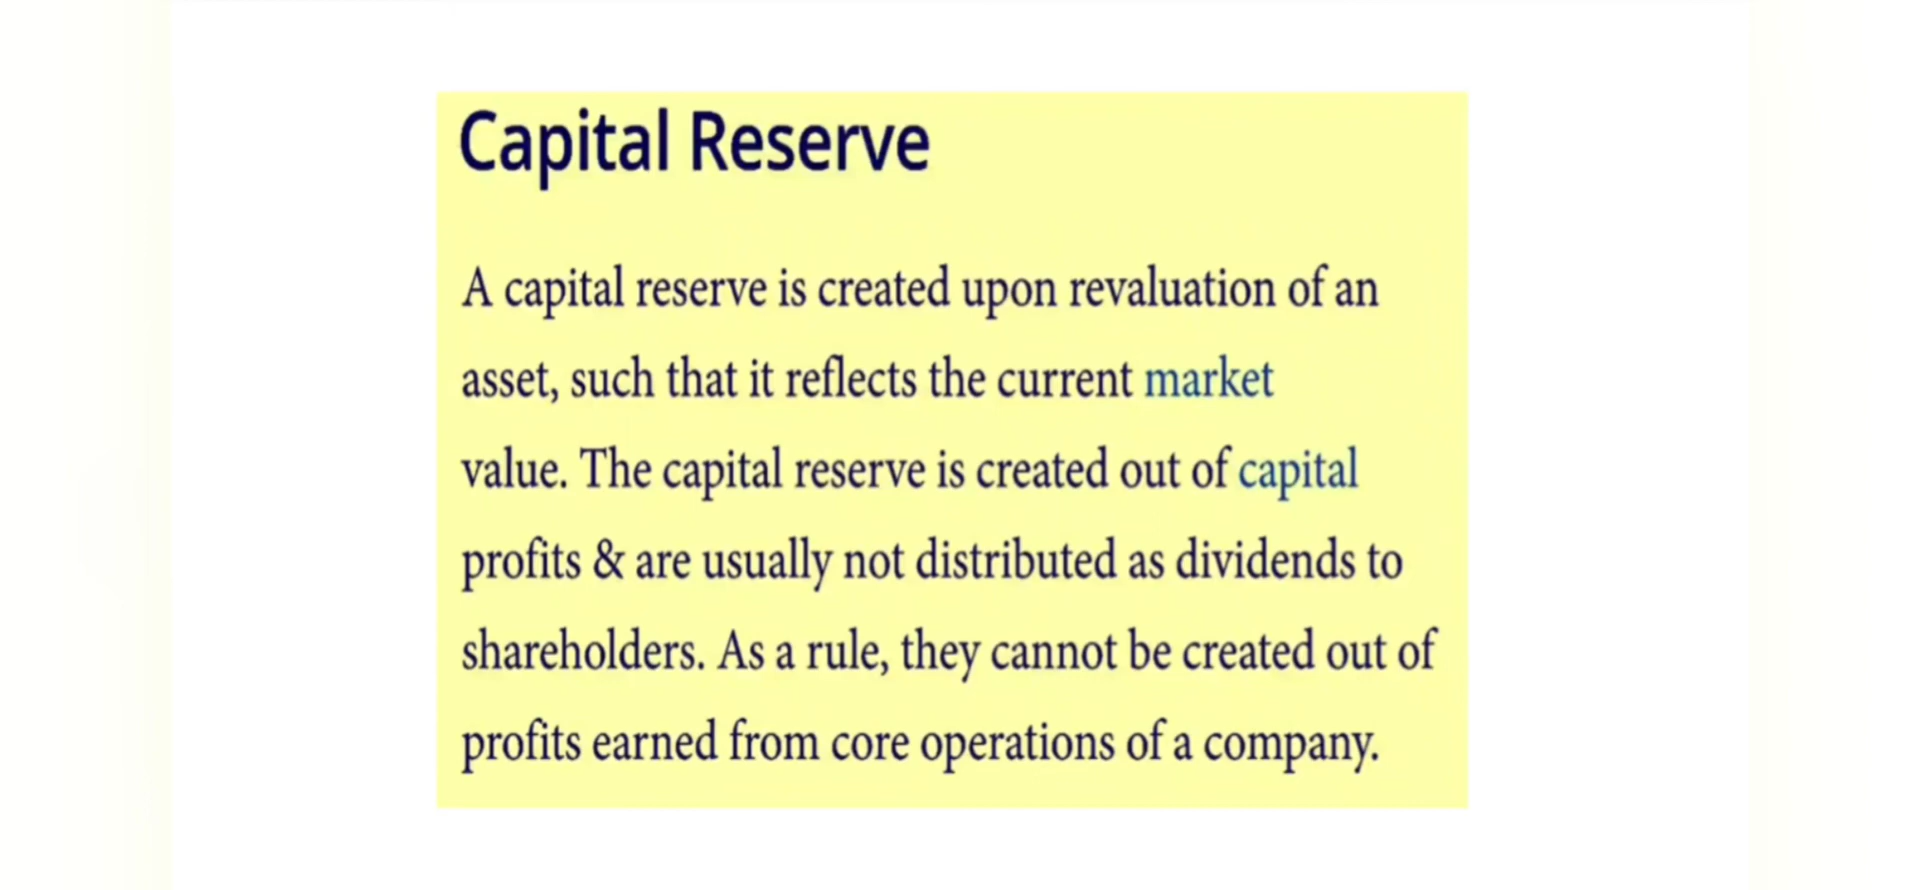 Capital Reserve
A capital reserve is created upon revaluation of an
asset, such that it reflects the current market
value. The capital reserve is created out of capital
profits & are usually not distributed as dividends to
shareholders. As a rule, they cannot be created out of
profits earned from core operations of a company.